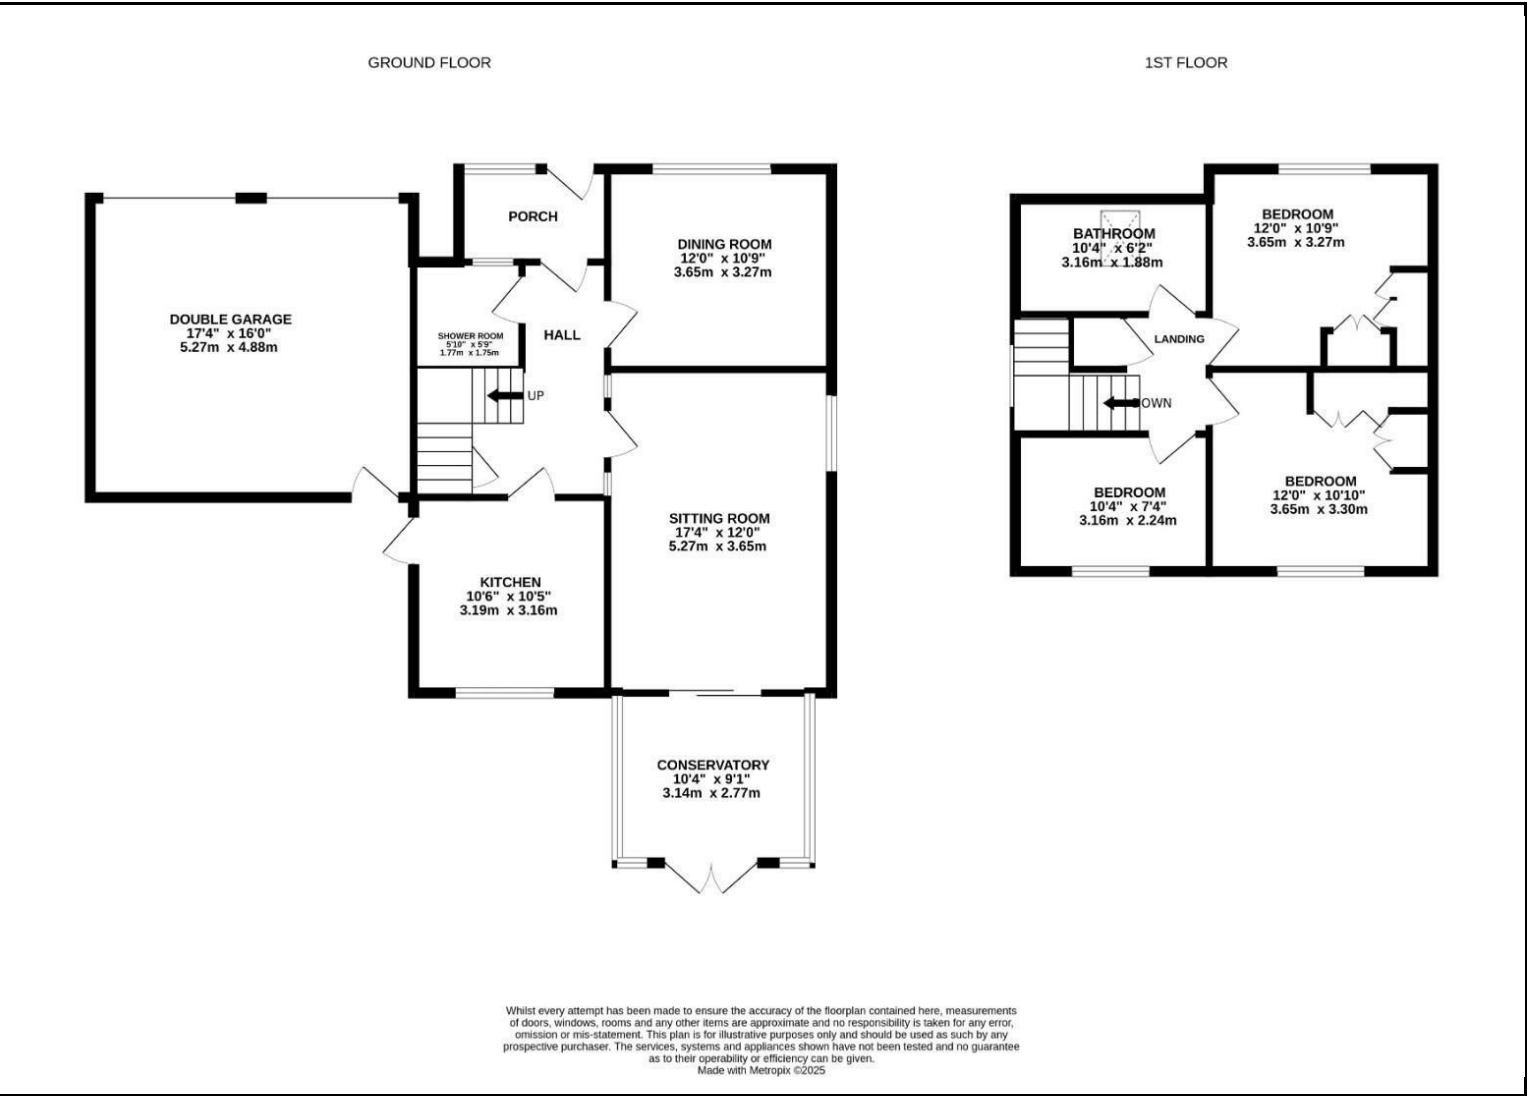 GROUND FLOOR
1ST FLOOR
PORCH
DINING ROOM
12'0" x 10'9"
3.65m x 3.27m
DOUBLE GARAGE
17'4" x 16'0"
5.27m x 4.88m
SHOWER ROOM
5'10" x 5'9"
1.77m x 1.75m
HALL
UP
SITTING ROOM
17'4" x 12'0"
5.27m x 3.65m
KITCHEN
10'6" x 10'5"
3.19m x 3.16m
CONSERVATORY
10'4" x 9'1"
3.14m x 2.77m
BATHROOM
10'4" x 6'2"
3.16m x 1.88m
BEDROOM
12'0" x 10'9"
3.65m x 3.27m
LANDING
DOWN
BEDROOM
10'4" x 7'4"
3.16m x 2.24m
BEDROOM
12'0" x 10'10"
3.65m x 3.30m
Whilst every attempt has been made to ensure the accuracy of the floorplan contained here, measurements
of doors, windows, rooms and any other items are approximate and no responsibility is taken for any error,
omission or mis-statement. This plan is for illustrative purposes only and should be used as such by any
prospective purchaser. The services, systems and appliances shown have not been tested and no guarantee
as to their operability or efficiency can be given.
Made with Metropix ©2025